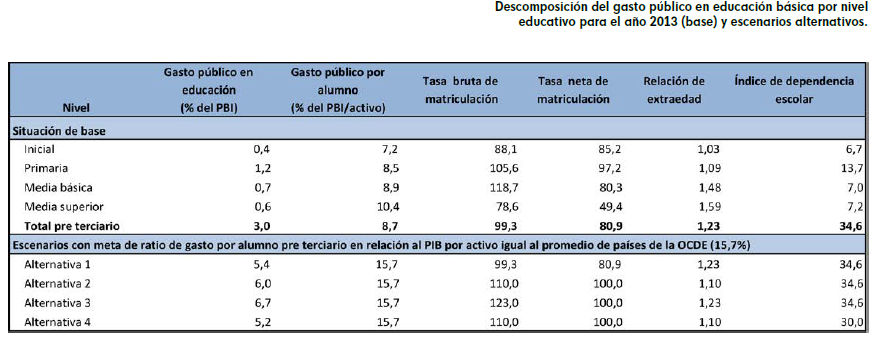 Descomposición del gasto público en educación básica por nivel
educativo para el año 2013 (base) y escenarios alternativos.
Nivel Gasto público en educación (% del PBI) Gasto público por alumno (% del PBI/activo) Tasa bruta de matriculación Tasa neta de matriculación Relación de extraedad Índice de dependencia escolar
Situación de base
Inicial 0,4 7,2 88,1 85,2 1,03 6,7
Primaria 1,2 8,5 105,6 97,2 1,09 13,7
Media básica 0,7 8,9 118,7 80,3 1,48 7,0
Media superior 0,6 10,4 78,6 49,4 1,59 7,2
Total pre terciario 3,0 8,7 99,3 80,9 1,23 34,6
Escenarios con meta de ratio de gasto por alumno pre terciario en relación al PIB por activo igual al promedio de países de la OCDE (15,7%)
Alternativa 1 5,4 15,7 99,3 80,9 1,23 34,6
Alternativa 2 6,0 15,7 110,0 100,0 1,10 34,6
Alternativa 3 6,7 15,7 123,0 100,0 1,23 34,6
Alternativa 4 5,2 15,7 110,0 100,0 1,10 30,0